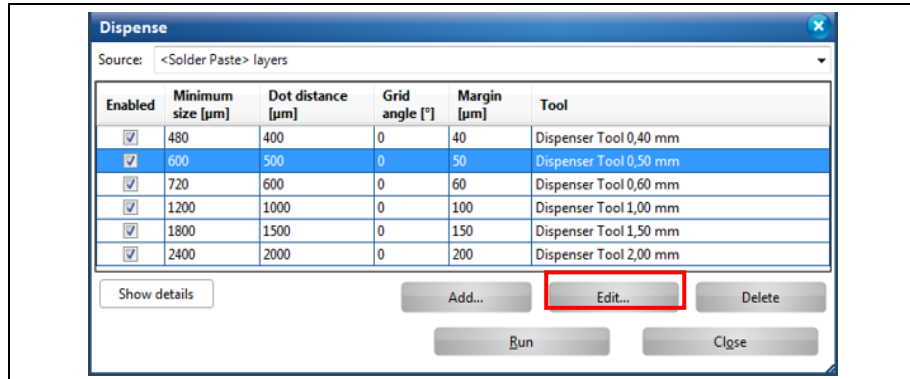 Dispense
Source: <Solder Paste> layers
Enabled Minimum size [µm] Dot distance [µm] Grid angle [°] Margin [µm] Tool
480 400 0 40 Dispenser Tool 0,40 mm
600 500 0 50 Dispenser Tool 0,50 mm
720 600 0 60 Dispenser Tool 0,60 mm
1200 1000 0 100 Dispenser Tool 1,00 mm
1800 1500 0 150 Dispenser Tool 1,50 mm
2400 2000 0 200 Dispenser Tool 2,00 mm
Show details Add... Edit... Delete
Run Close